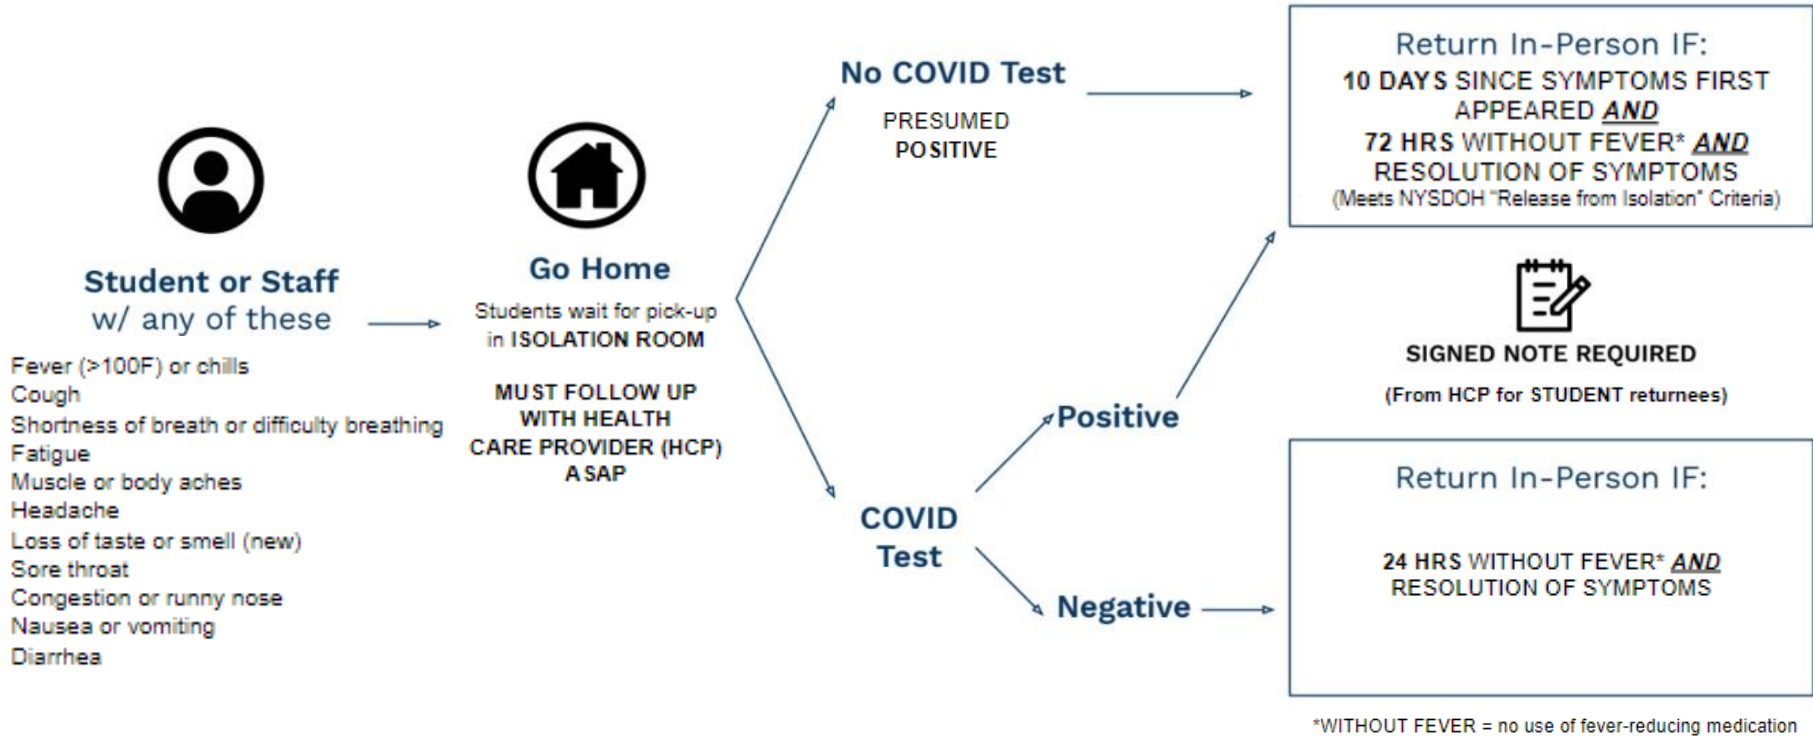 Student or Staff
w/ any of these
Fever (>100F) or chills
Cough
Shortness of breath or difficulty breathing
Fatigue
Muscle or body aches
Headache
Loss of taste or smell (new)
Sore throat
Congestion or runny nose
Nausea or vomiting
Diarrhea
Go Home
Students wait for pick-up
in ISOLATION ROOM
MUST FOLLOW UP
WITH HEALTH
CARE PROVIDER (HCP)
ASAP
No COVID Test
PRESUMED
POSITIVE
COVID
Test
Positive
Negative
Return In-Person IF:
10 DAYS SINCE SYMPTOMS FIRST
APPEARED AND
72 HRS WITHOUT FEVER* AND
RESOLUTION OF SYMPTOMS
(Meets NYSDOH "Release from Isolation" Criteria)
SIGNED NOTE REQUIRED
(From HCP for STUDENT returnees)
Return In-Person IF:
24 HRS WITHOUT FEVER* AND
RESOLUTION OF SYMPTOMS
*WITHOUT FEVER = no use of fever-reducing medication